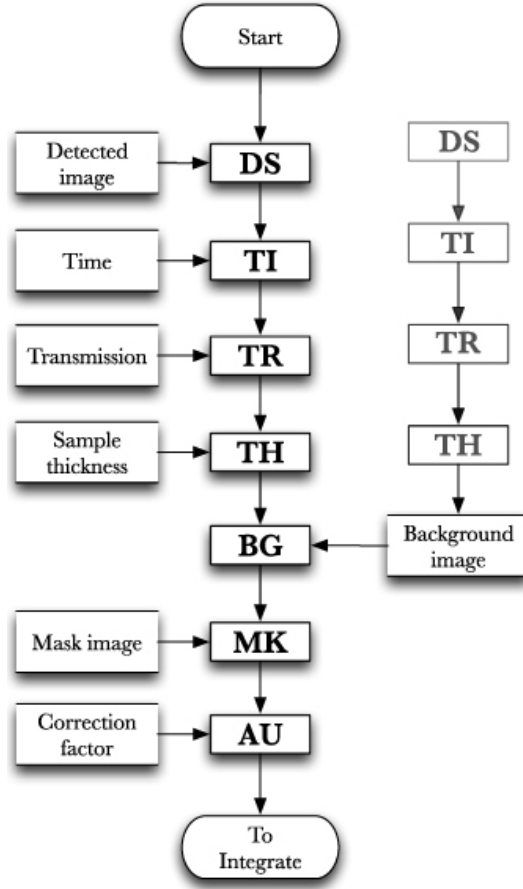 Start
Detected
image
DS
DS
Time
TI
TI
Transmission
TR
TR
Sample
thickness
TH
TH
BG
Background
image
Mask image
MK
Correction
factor
AU
To
Integrate